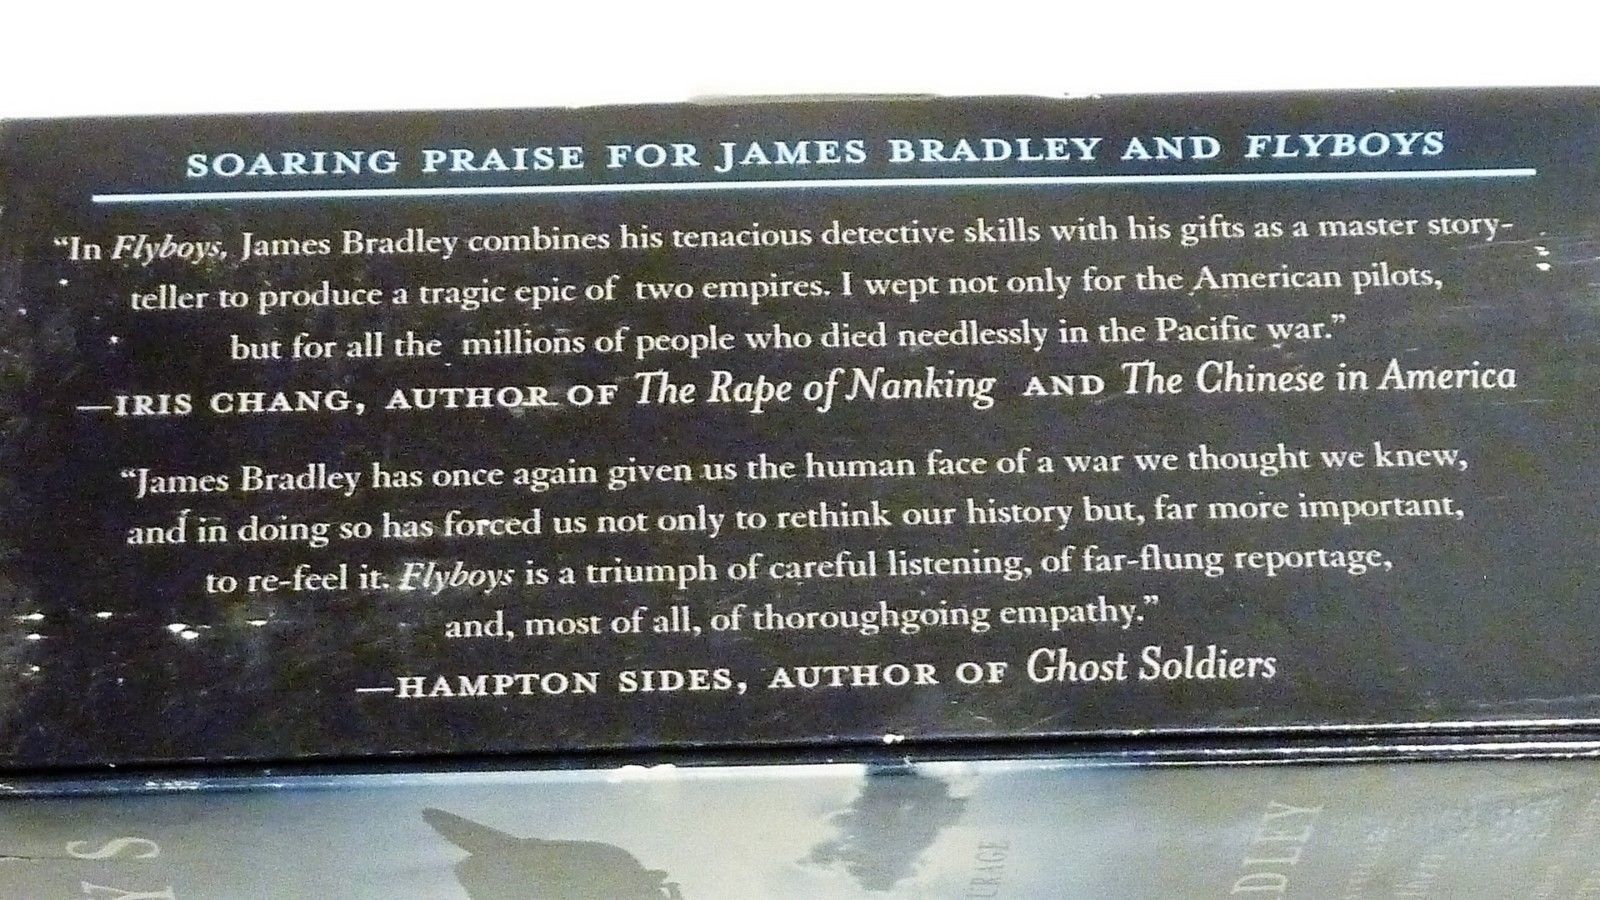 SOARING PRAISE FOR JAMES BRADLEY AND FLYBOYS
“In Flyboys, James Bradley combines his tenacious detective skills with his gifts as a master story-
teller to produce a tragic epic of two empires. I wept not only for the American pilots,
but for all the millions of people who died needlessly in the Pacific war.”
—IRIS CHANG, AUTHOR OF The Rape of Nanking AND The Chinese in America
“James Bradley has once again given us the human face of a war we thought we knew,
and in doing so has forced us not only to rethink our history but, far more important,
to re-feel it. Flyboys is a triumph of careful listening, of far-flung reportage,
and, most of all, of thoroughgoing empathy.”
—HAMPTON SIDES, AUTHOR OF Ghost Soldiers
YS
URAGE
DLEY